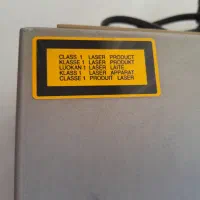 CLASS 1 LASER PRODUCT
KLASSE 1 LASER PRODUKT
LUOKAN 1 LASER LAITE
KLASS 1 LASER APPARAT
CLASSE 1 PRODUIT LASER